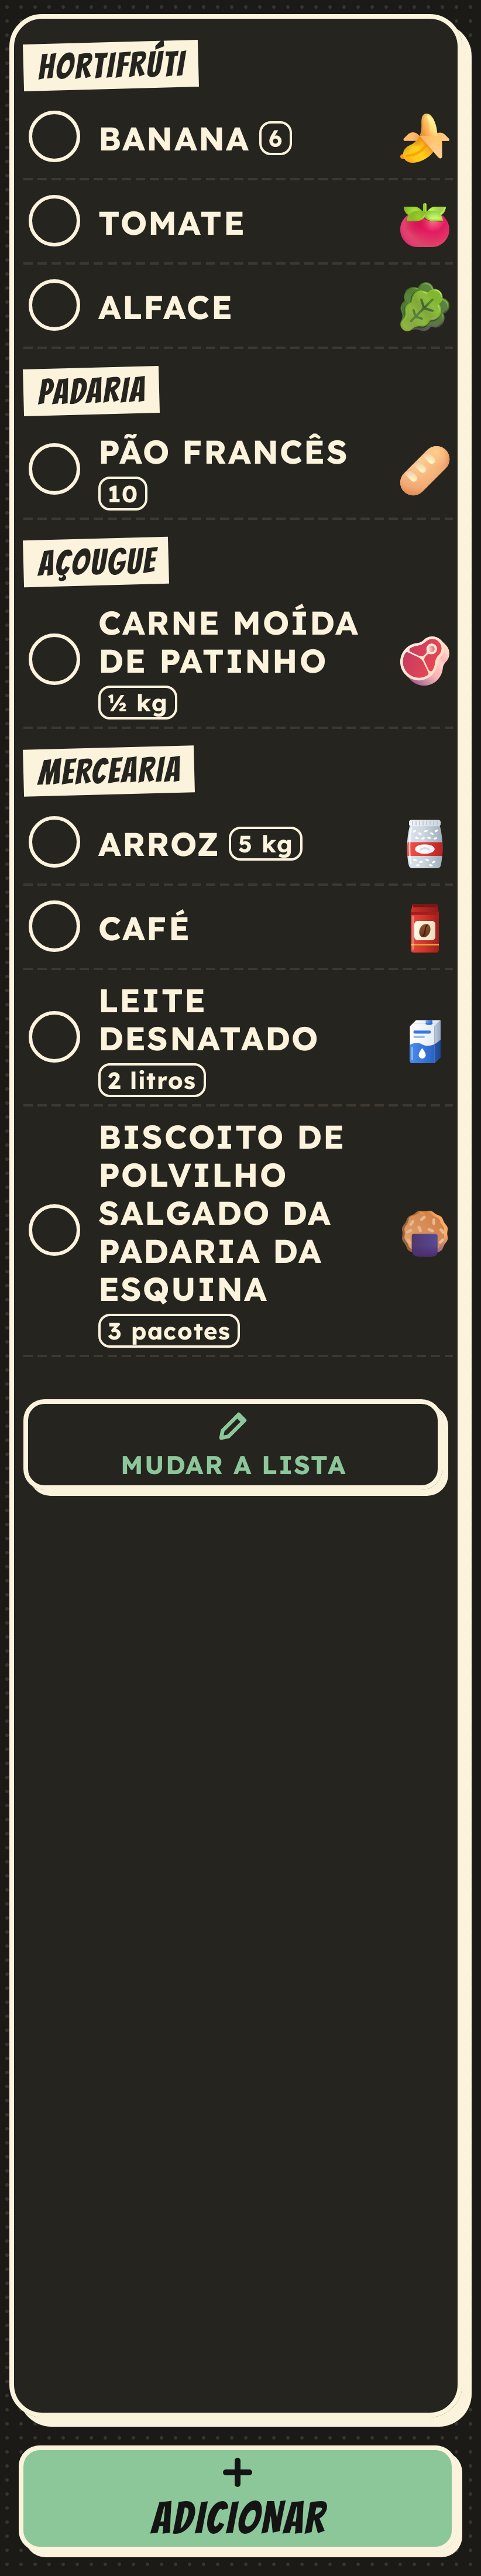 HORTIFRÚTI
BANANA 6
TOMATE
ALFACE
PADARIA
PÃO FRANCÊS
10
AÇOUGUE
CARNE MOÍDA
DE PATINHO
½ kg
MERCEARIA
ARROZ 5 kg
CAFÉ
LEITE
DESNATADO
2 litros
BISCOITO DE
POLVILHO
SALGADO DA
PADARIA DA
ESQUINA
3 pacotes
MUDAR A LISTA
ADICIONAR